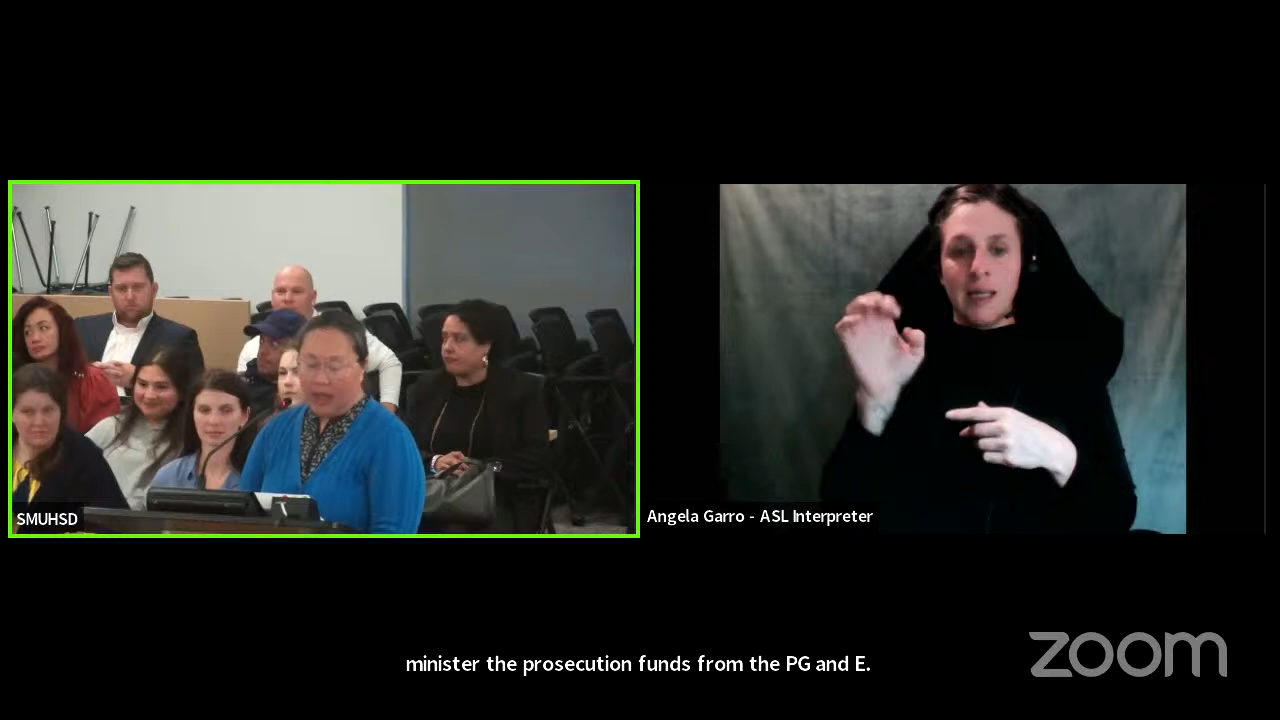 SMUHSD
Angela Garro - ASL Interpreter
minister the prosecution funds from the PG and E.
zoom